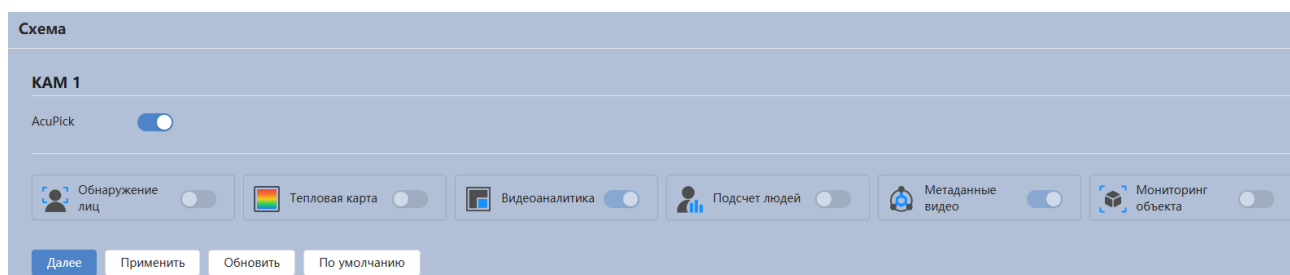 Схема
КАМ 1
AcuPick
Обнаружение
лиц
Тепловая карта
Видеоаналитика
Подсчет людей
Метаданные
видео
Мониторинг
объекта
Далее
Применить
Обновить
По умолчанию